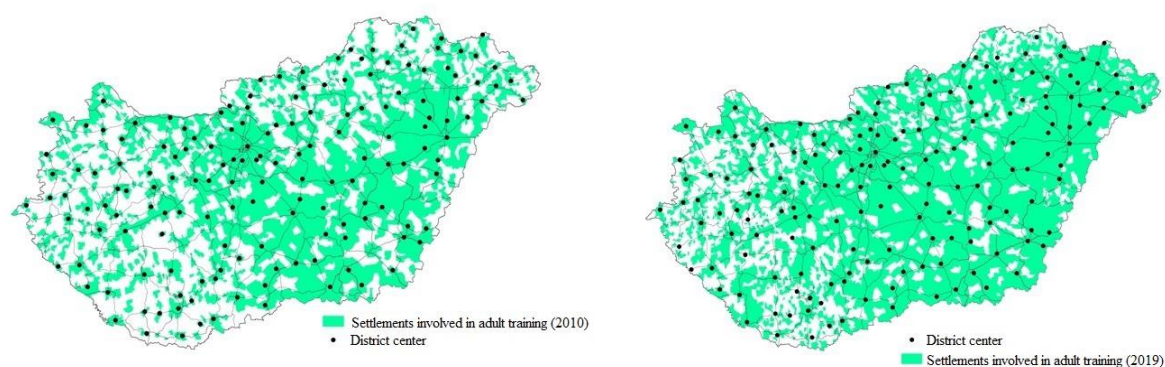 Settlements involved in adult training (2010)
District center
District center
Settlements involved in adult training (2019)